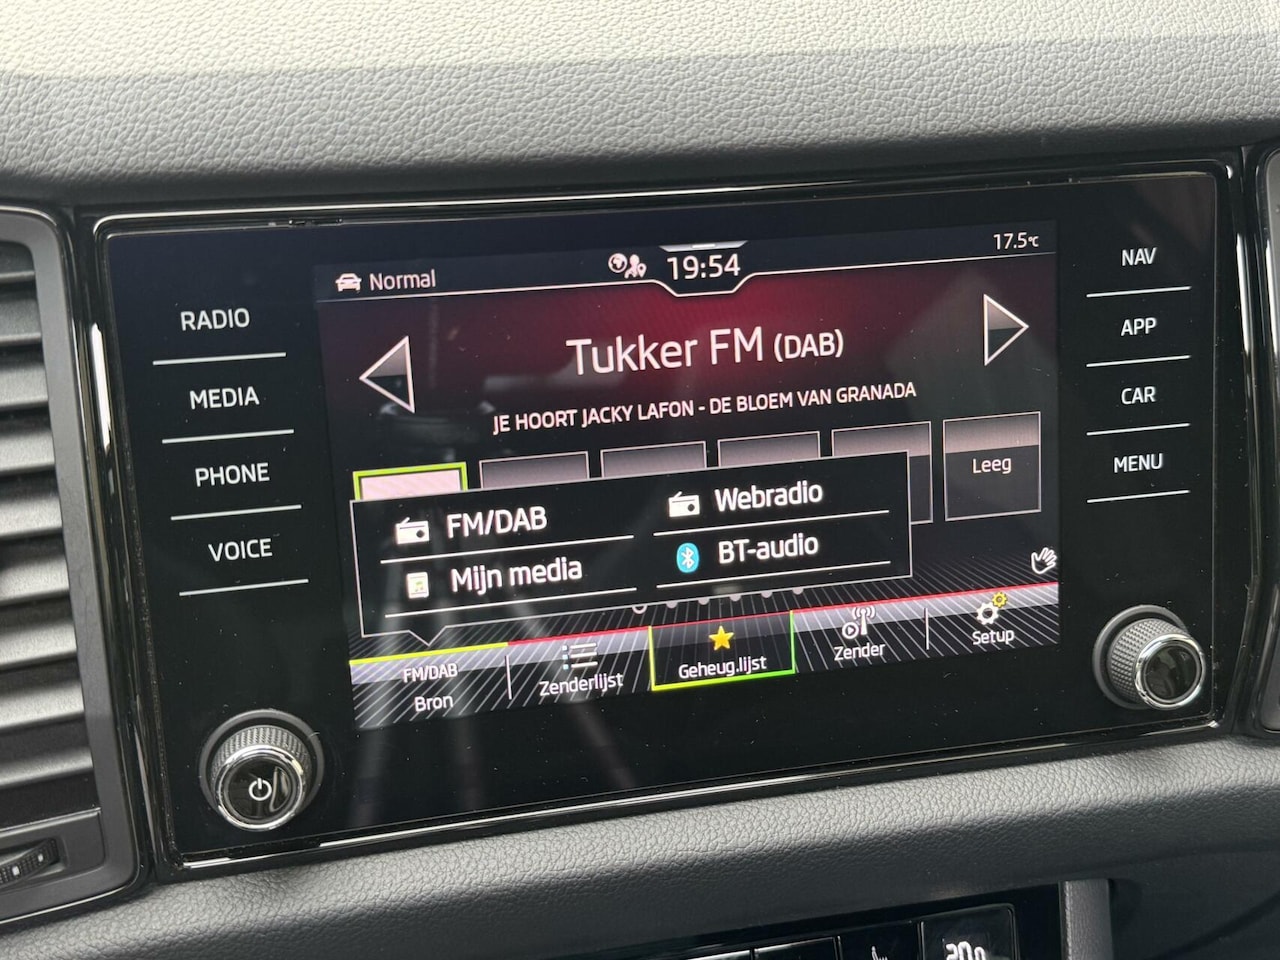 Normal
19:54
17.5°C
RADIO
MEDIA
PHONE
VOICE
NAV
APP
CAR
MENU
Tukker FM (DAB)
JE HOORT JACKY LAFON - DE BLOEM VAN GRANADA
Leeg
FM/DAB
Webradio
Mijn media
BT-audio
FM/DAB
Bron
Zenderlijst
Geheug.lijst
Zender
Setup
20.0